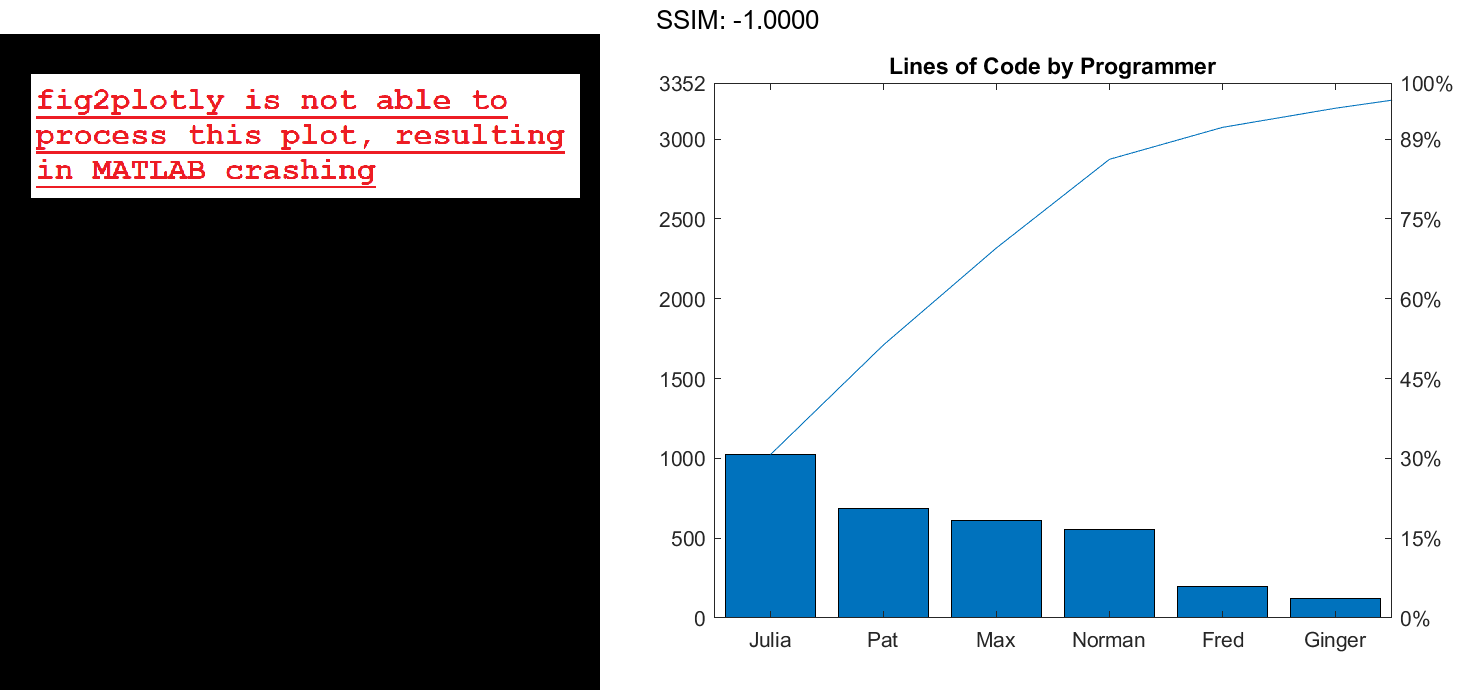 SSIM: -1.0000
fig2plotly is not able to
process this plot, resulting
in MATLAB crashing
Lines of Code by Programmer
3352
3000
2500
2000
1500
1000
500
0
100%
89%
75%
60%
45%
30%
15%
0%
Julia Pat Max Norman Fred Ginger